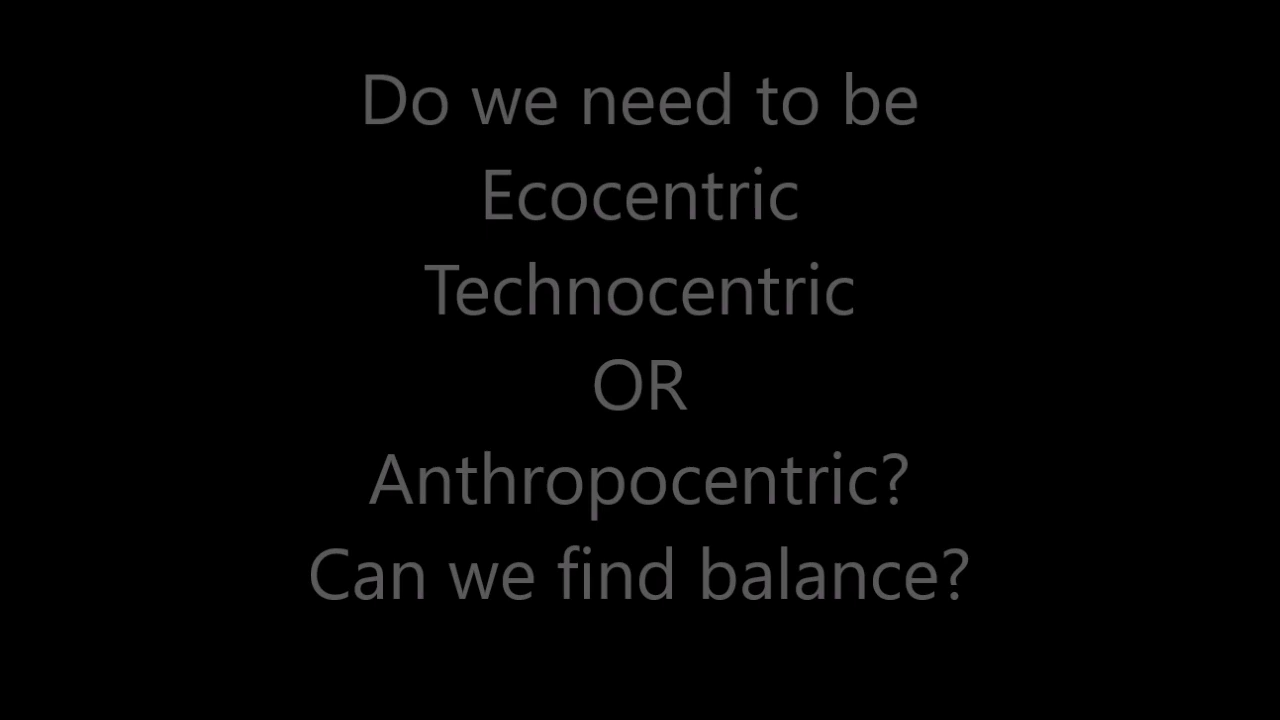 Do we need to be
Ecocentric
Technocentric
OR
Anthropocentric?
Can we find balance?